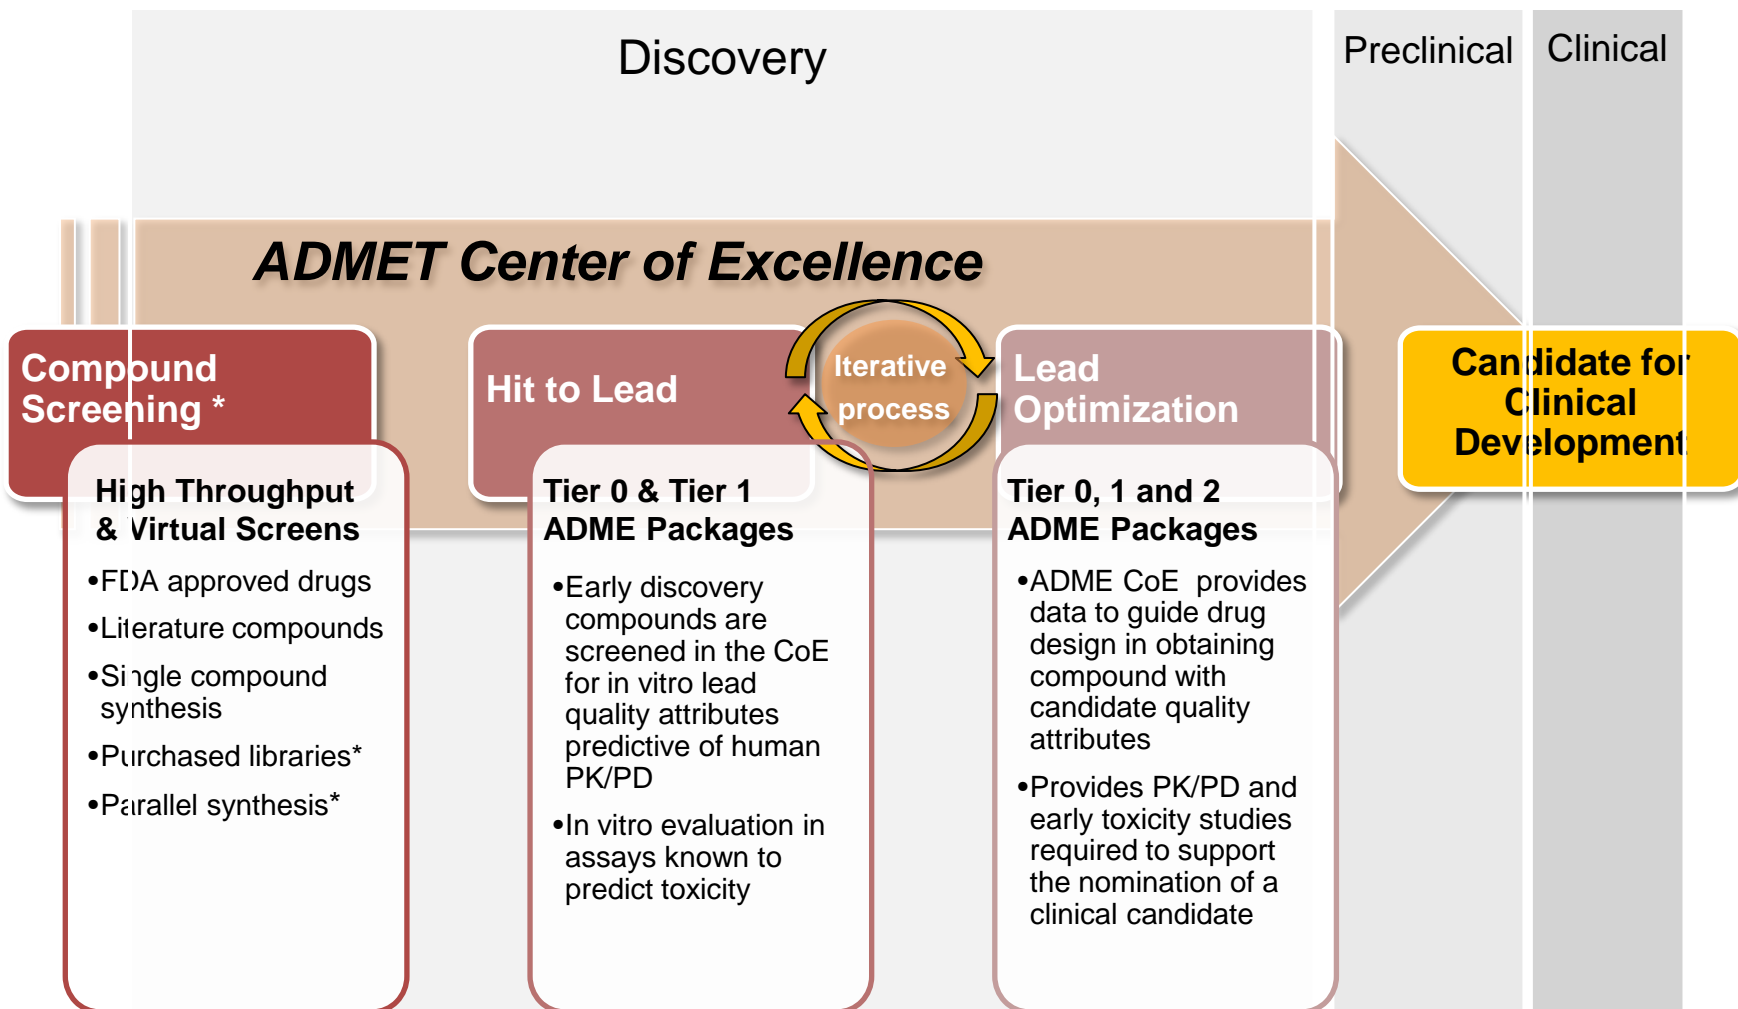 Discovery
Preclinical
Clinical
ADMET Center of Excellence
Compound
Screening *
High Throughput
& Virtual Screens
•FDA approved drugs
•Literature compounds
•Single compound
synthesis
•Purchased libraries*
•Parallel synthesis*
Hit to Lead
Tier 0 & Tier 1
ADME Packages
•Early discovery
compounds are
screened in the CoE
for in vitro lead
quality attributes
predictive of human
PK/PD
•In vitro evaluation in
assays known to
predict toxicity
Iterative
process
Lead
Optimization
Tier 0, 1 and 2
ADME Packages
•ADME CoE  provides
data to guide drug
design in obtaining
compound with
candidate quality
attributes
•Provides PK/PD and
early toxicity studies
required to support
the nomination of a
clinical candidate
Candidate for
Clinical
Development